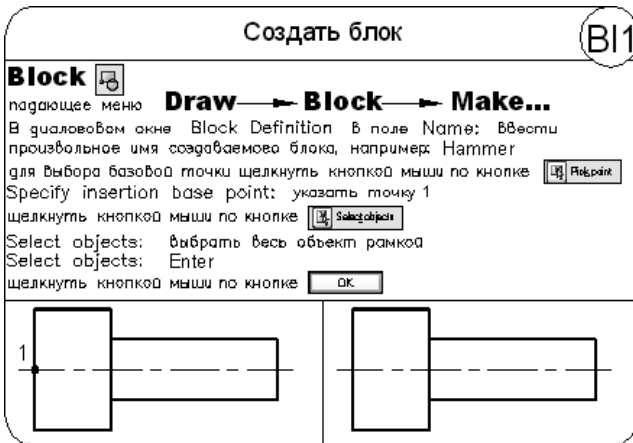 Создать блок
Bl1
Block
падающее меню Draw Block Make...
В диалоговом окне Block Definition в поле Name: ввести
произвольное имя создаваемого блока, например: Hammer
для выбора базовой точки щелкнуть кнопкой мыши по кнопке Pick point
Specify insertion base point: указать точку 1
щелкнуть кнопкой мыши по кнопке Select objects
Select objects: выбрать весь объект рамкой
Select objects: Enter
щелкнуть кнопкой мыши по кнопке OK
1